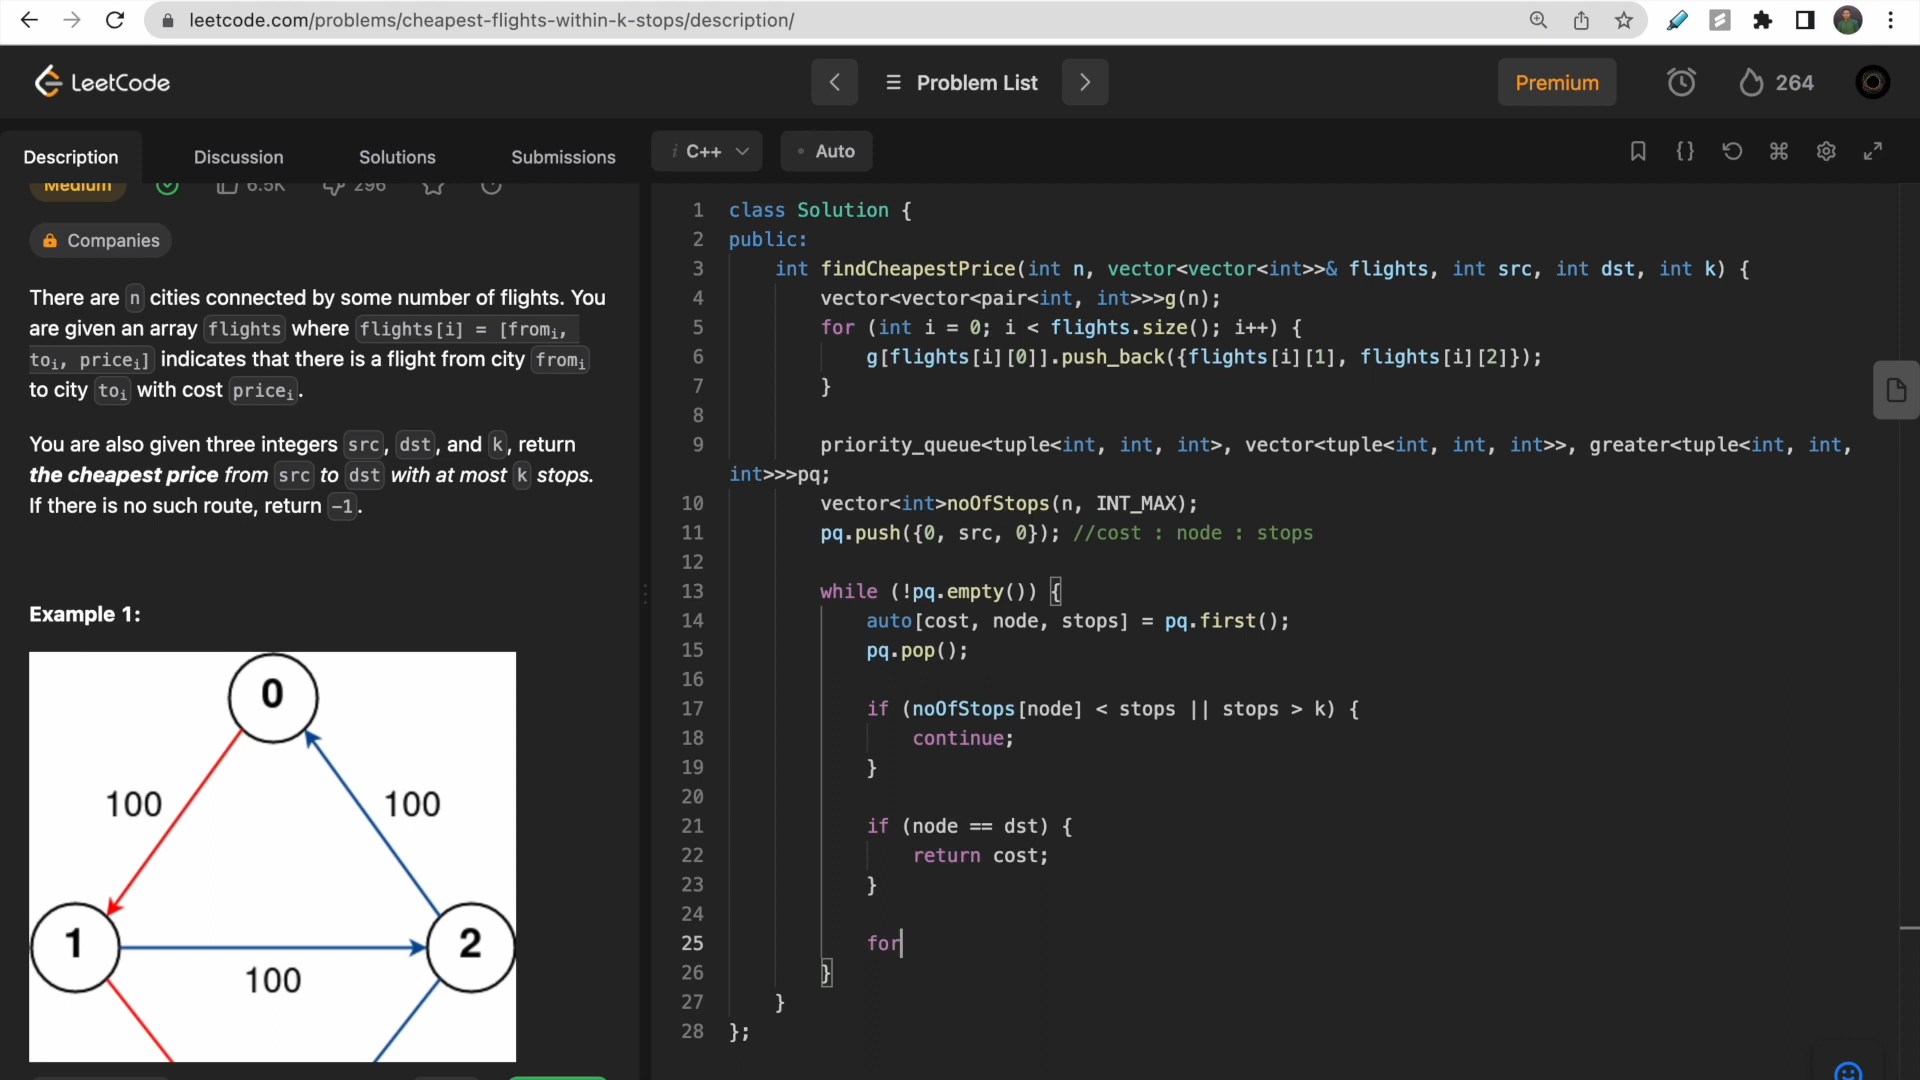 leetcode.com/problems/cheapest-flights-within-k-stops/description/
LeetCode
Problem List
Premium
264
Description
Discussion
Solutions
Submissions
i C++
• Auto
Medium
6.5K
296
Companies
There are n cities connected by some number of flights. You
are given an array flights where flights[i] = [fromi,
toi, pricei] indicates that there is a flight from city fromi
to city toi with cost pricei.
You are also given three integers src, dst, and k, return
the cheapest price from src to dst with at most k stops.
If there is no such route, return -1.
Example 1:
0
100
100
1
2
100
1 class Solution {
2 public:
3 int findCheapestPrice(int n, vector<vector<int>>& flights, int src, int dst, int k) {
4 vector<vector<pair<int, int>>>g(n);
5 for (int i = 0; i < flights.size(); i++) {
6 g[flights[i][0]].push_back({flights[i][1], flights[i][2]});
7 }
8
9 priority_queue<tuple<int, int, int>, vector<tuple<int, int, int>>, greater<tuple<int, int,
int>>>pq;
10 vector<int>noOfStops(n, INT_MAX);
11 pq.push({0, src, 0}); //cost : node : stops
12
13 while (!pq.empty()) {
14 auto[cost, node, stops] = pq.first();
15 pq.pop();
16
17 if (noOfStops[node] < stops || stops > k) {
18 continue;
19 }
20
21 if (node == dst) {
22 return cost;
23 }
24
25 for
26 }
27 }
28 };